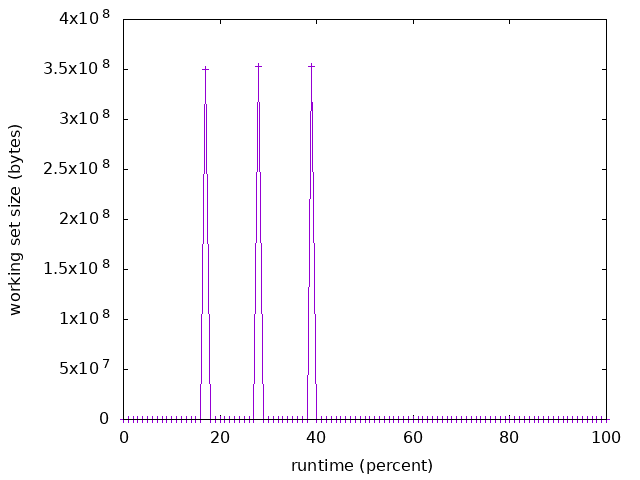 4x10^8
3.5x10^8
3x10^8
2.5x10^8
2x10^8
1.5x10^8
1x10^8
5x10^7
0
0 20 40 60 80 100
working set size (bytes)
runtime (percent)